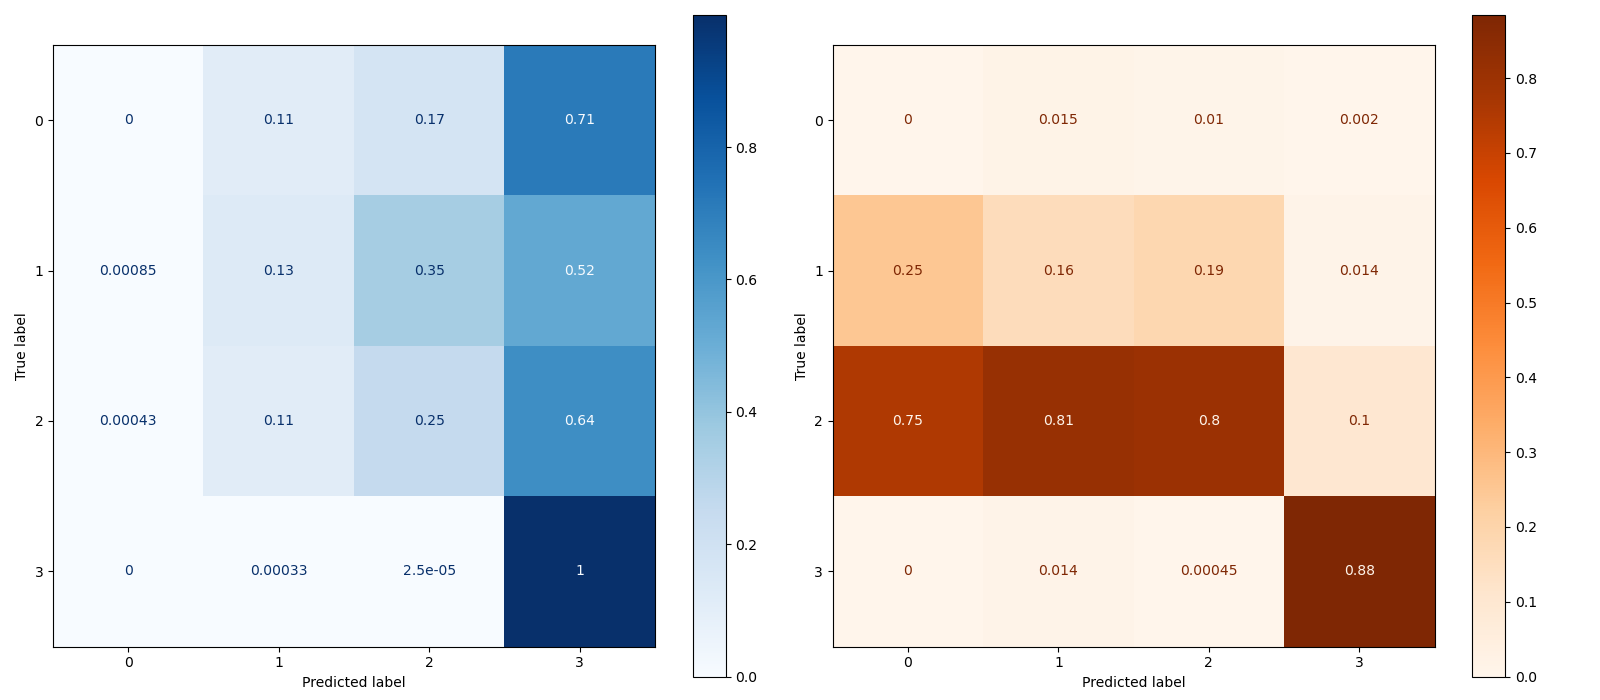 0 0.11 0.17 0.71
1 0.00085 0.13 0.35 0.52
2 0.00043 0.11 0.25 0.64
3 0 0.00033 2.5e-05 1
0 1 2 3
Predicted label
True label
0.8
0.6
0.4
0.2
0.0
0 0 0.015 0.01 0.002
1 0.25 0.16 0.19 0.014
2 0.75 0.81 0.8 0.1
3 0 0.014 0.00045 0.88
0 1 2 3
Predicted label
True label
0.8
0.7
0.6
0.5
0.4
0.3
0.2
0.1
0.0